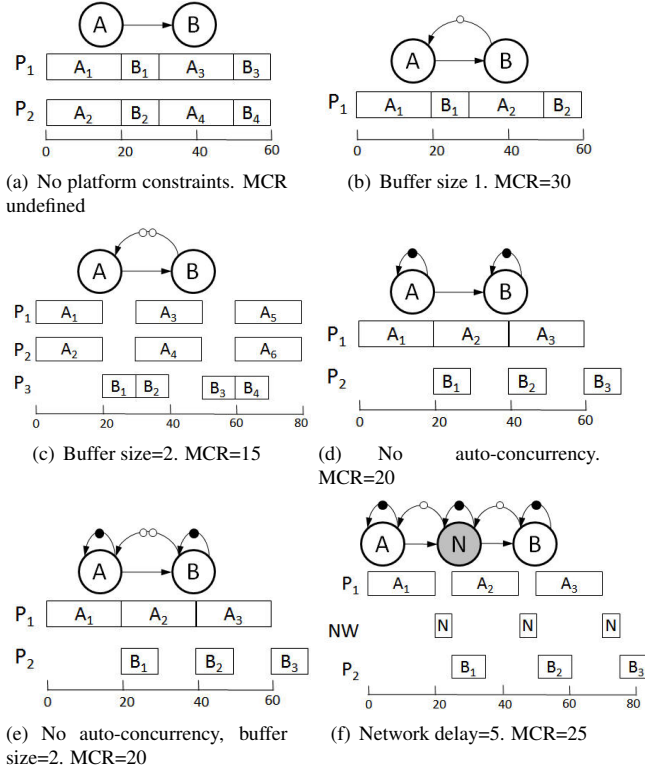 A B
P1 A1 B1 A3 B3
P2 A2 B2 A4 B4
0 20 40 60
(a) No platform constraints. MCR
undefined
A B
P1 A1 B1 A2 B2
0 20 40 60
(b) Buffer size 1. MCR=30
A B
P1 A1 A3 A5
P2 A2 A4 A6
P3 B1 B2 B3 B4
0 20 40 60 80
(c) Buffer size=2. MCR=15
A B
P1 A1 A2 A3
P2 B1 B2 B3
0 20 40 60
(d) No auto-concurrency.
MCR=20
A B
P1 A1 A2 A3
P2 B1 B2 B3
0 20 40 60
(e) No auto-concurrency, buffer
size=2. MCR=20
A N B
P1 A1 A2 A3
NW N N N
P2 B1 B2 B3
0 20 40 60 80
(f) Network delay=5. MCR=25